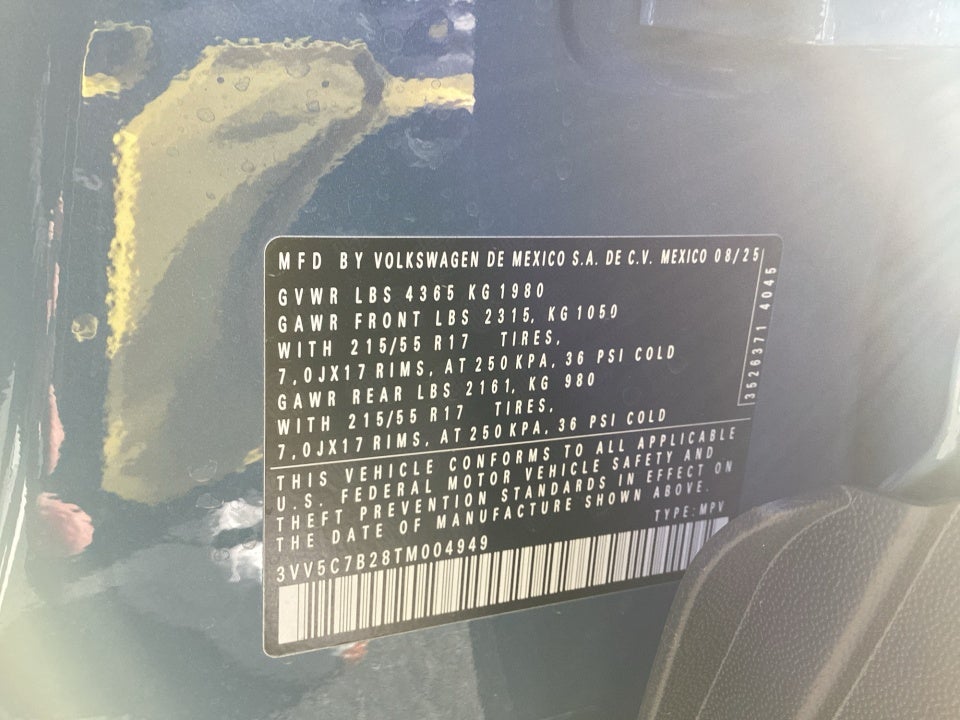 MFD BY VOLKSWAGEN DE MEXICO S.A. DE C.V. MEXICO 08/25
GVWR LBS 4365 KG 1980
GAWR FRONT LBS 2315, KG 1050
WITH 215/55 R17 TIRES,
7,0JX17 RIMS, AT 250 KPA, 36 PSI COLD
GAWR REAR LBS 2161, KG 980
WITH 215/55 R17 TIRES,
7,0JX17 RIMS, AT 250 KPA, 36 PSI COLD
3526371 4045
THIS VEHICLE CONFORMS TO ALL APPLICABLE
U.S. FEDERAL MOTOR VEHICLE SAFETY AND
THEFT PREVENTION STANDARDS IN EFFECT ON
THE DATE OF MANUFACTURE SHOWN ABOVE.
TYPE: MPV
3VV5C7B28TM004949